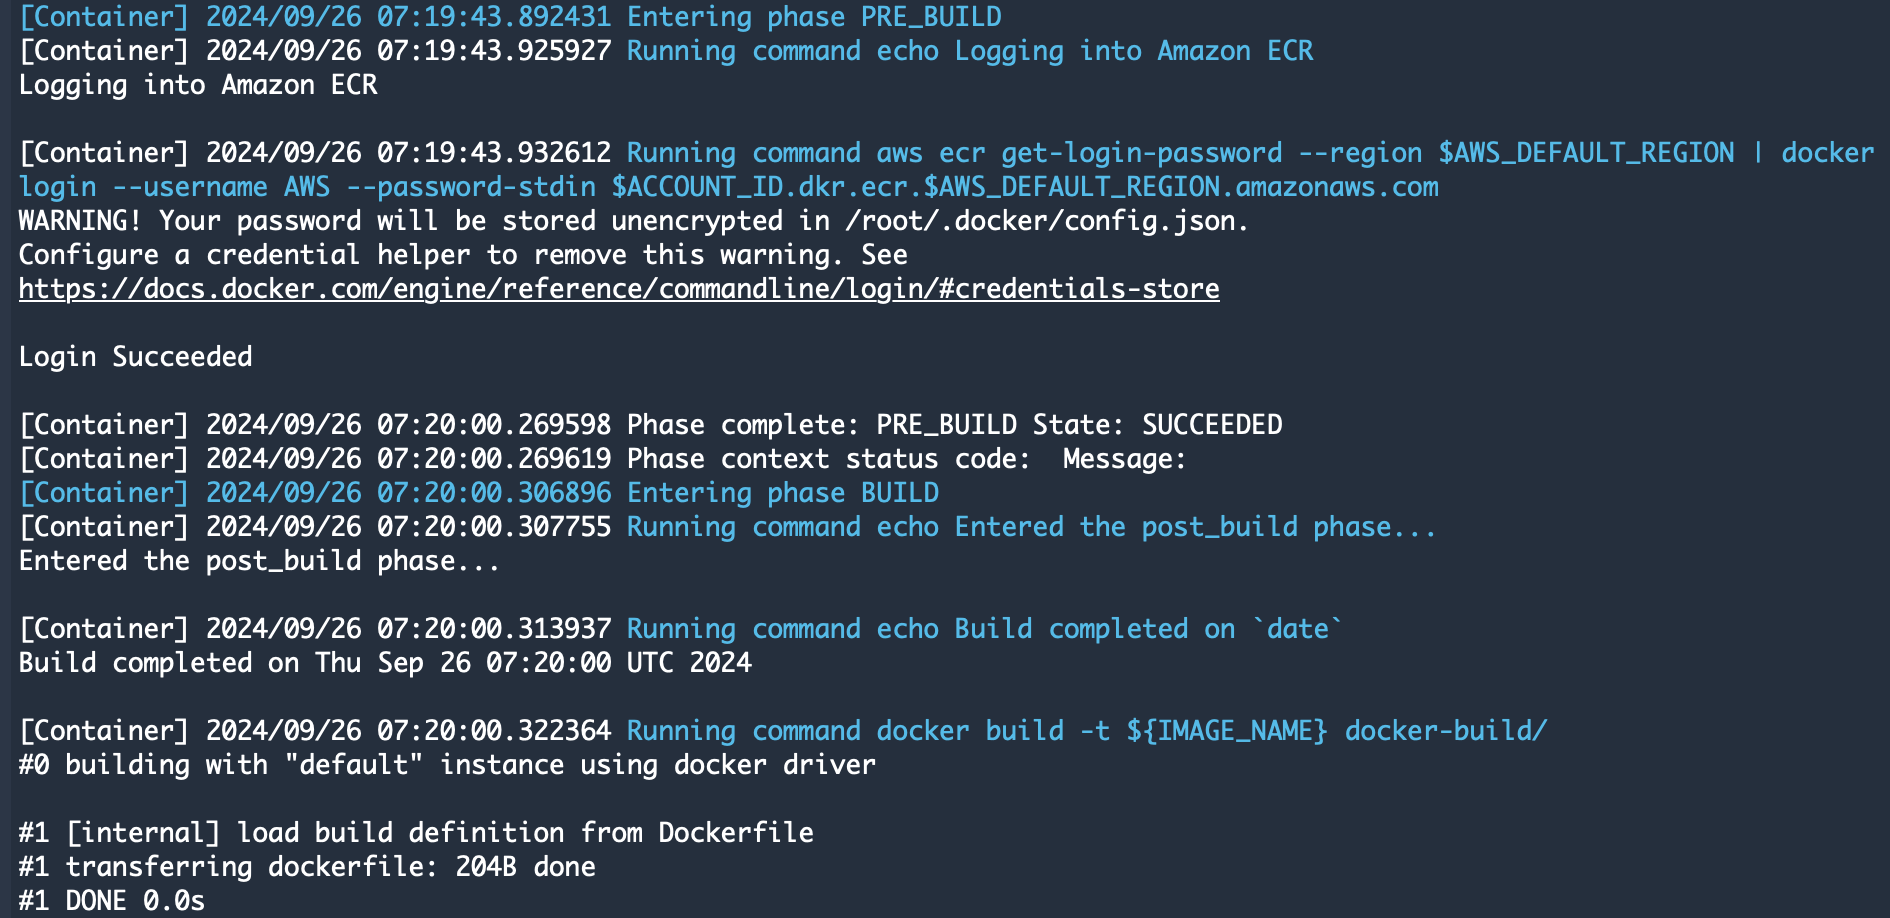 [Container] 2024/09/26 07:19:43.892431 Entering phase PRE_BUILD
[Container] 2024/09/26 07:19:43.925927 Running command echo Logging into Amazon ECR
Logging into Amazon ECR
[Container] 2024/09/26 07:19:43.932612 Running command aws ecr get-login-password --region $AWS_DEFAULT_REGION | docker
login --username AWS --password-stdin $ACCOUNT_ID.dkr.ecr.$AWS_DEFAULT_REGION.amazonaws.com
WARNING! Your password will be stored unencrypted in /root/.docker/config.json.
Configure a credential helper to remove this warning. See
https://docs.docker.com/engine/reference/commandline/login/#credentials-store
Login Succeeded
[Container] 2024/09/26 07:20:00.269598 Phase complete: PRE_BUILD State: SUCCEEDED
[Container] 2024/09/26 07:20:00.269619 Phase context status code:  Message:
[Container] 2024/09/26 07:20:00.306896 Entering phase BUILD
[Container] 2024/09/26 07:20:00.307755 Running command echo Entered the post_build phase...
Entered the post_build phase...
[Container] 2024/09/26 07:20:00.313937 Running command echo Build completed on `date`
Build completed on Thu Sep 26 07:20:00 UTC 2024
[Container] 2024/09/26 07:20:00.322364 Running command docker build -t ${IMAGE_NAME} docker-build/
#0 building with "default" instance using docker driver
#1 [internal] load build definition from Dockerfile
#1 transferring dockerfile: 204B done
#1 DONE 0.0s